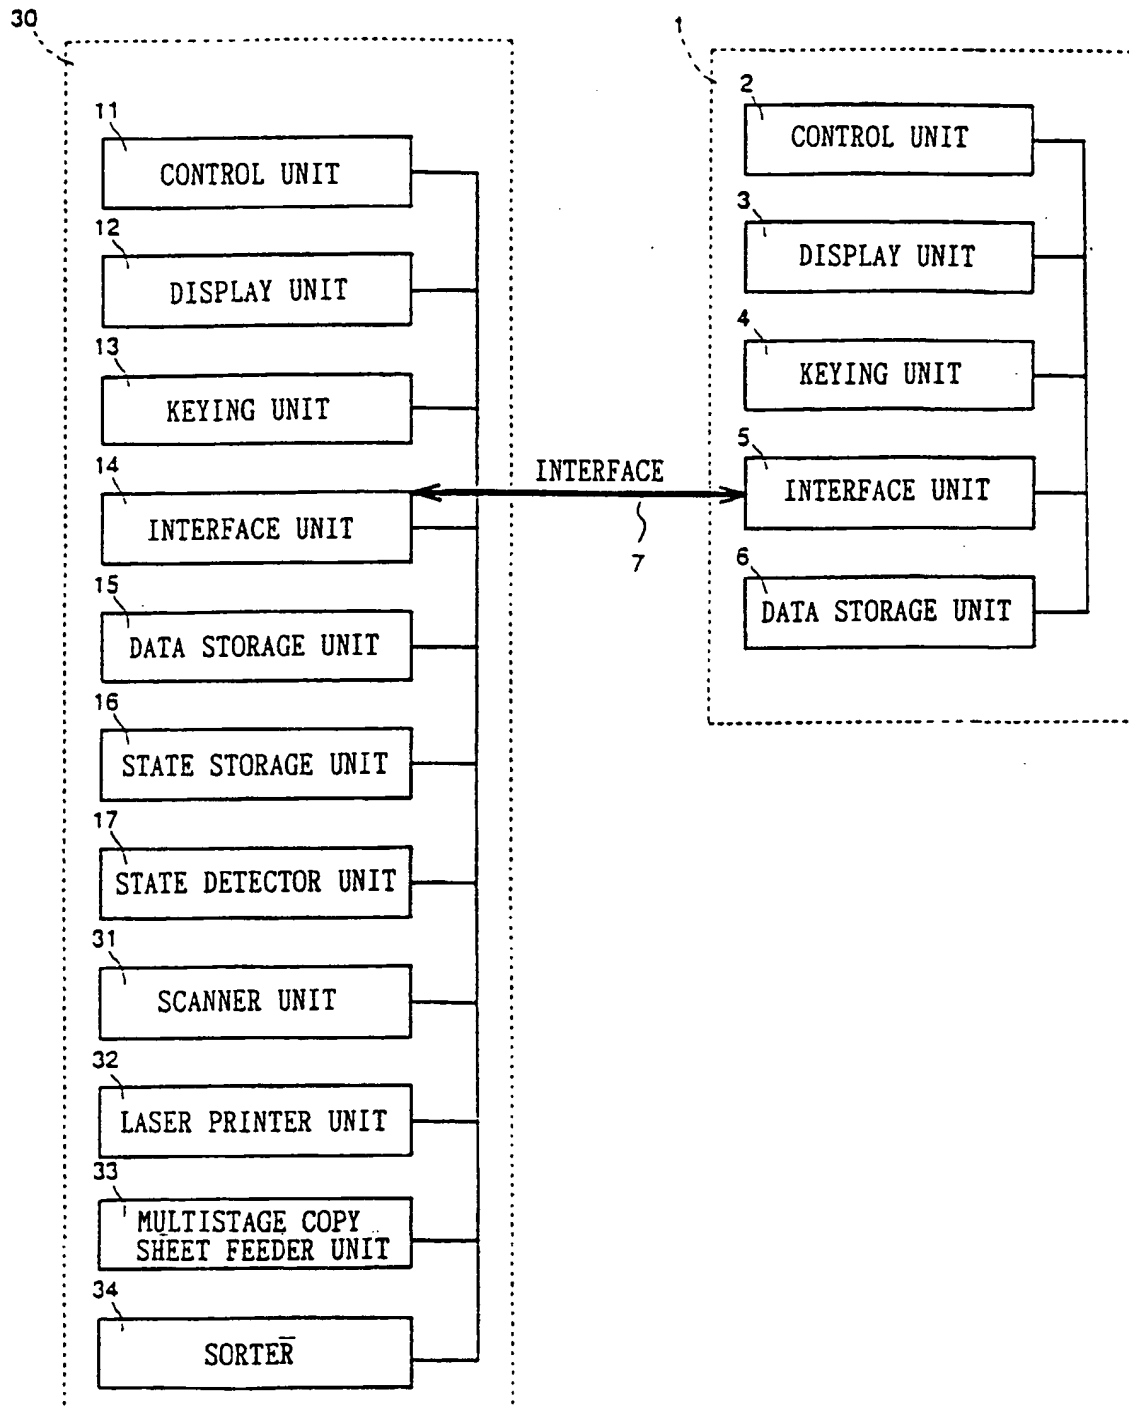 30
11
CONTROL UNIT
12
DISPLAY UNIT
13
KEYING UNIT
14
INTERFACE UNIT
15
DATA STORAGE UNIT
16
STATE STORAGE UNIT
17
STATE DETECTOR UNIT
31
SCANNER UNIT
32
LASER PRINTER UNIT
33
MULTISTAGE COPY
SHEET FEEDER UNIT
34
SORTER
INTERFACE
7
1
2
CONTROL UNIT
3
DISPLAY UNIT
4
KEYING UNIT
5
INTERFACE UNIT
6
DATA STORAGE UNIT